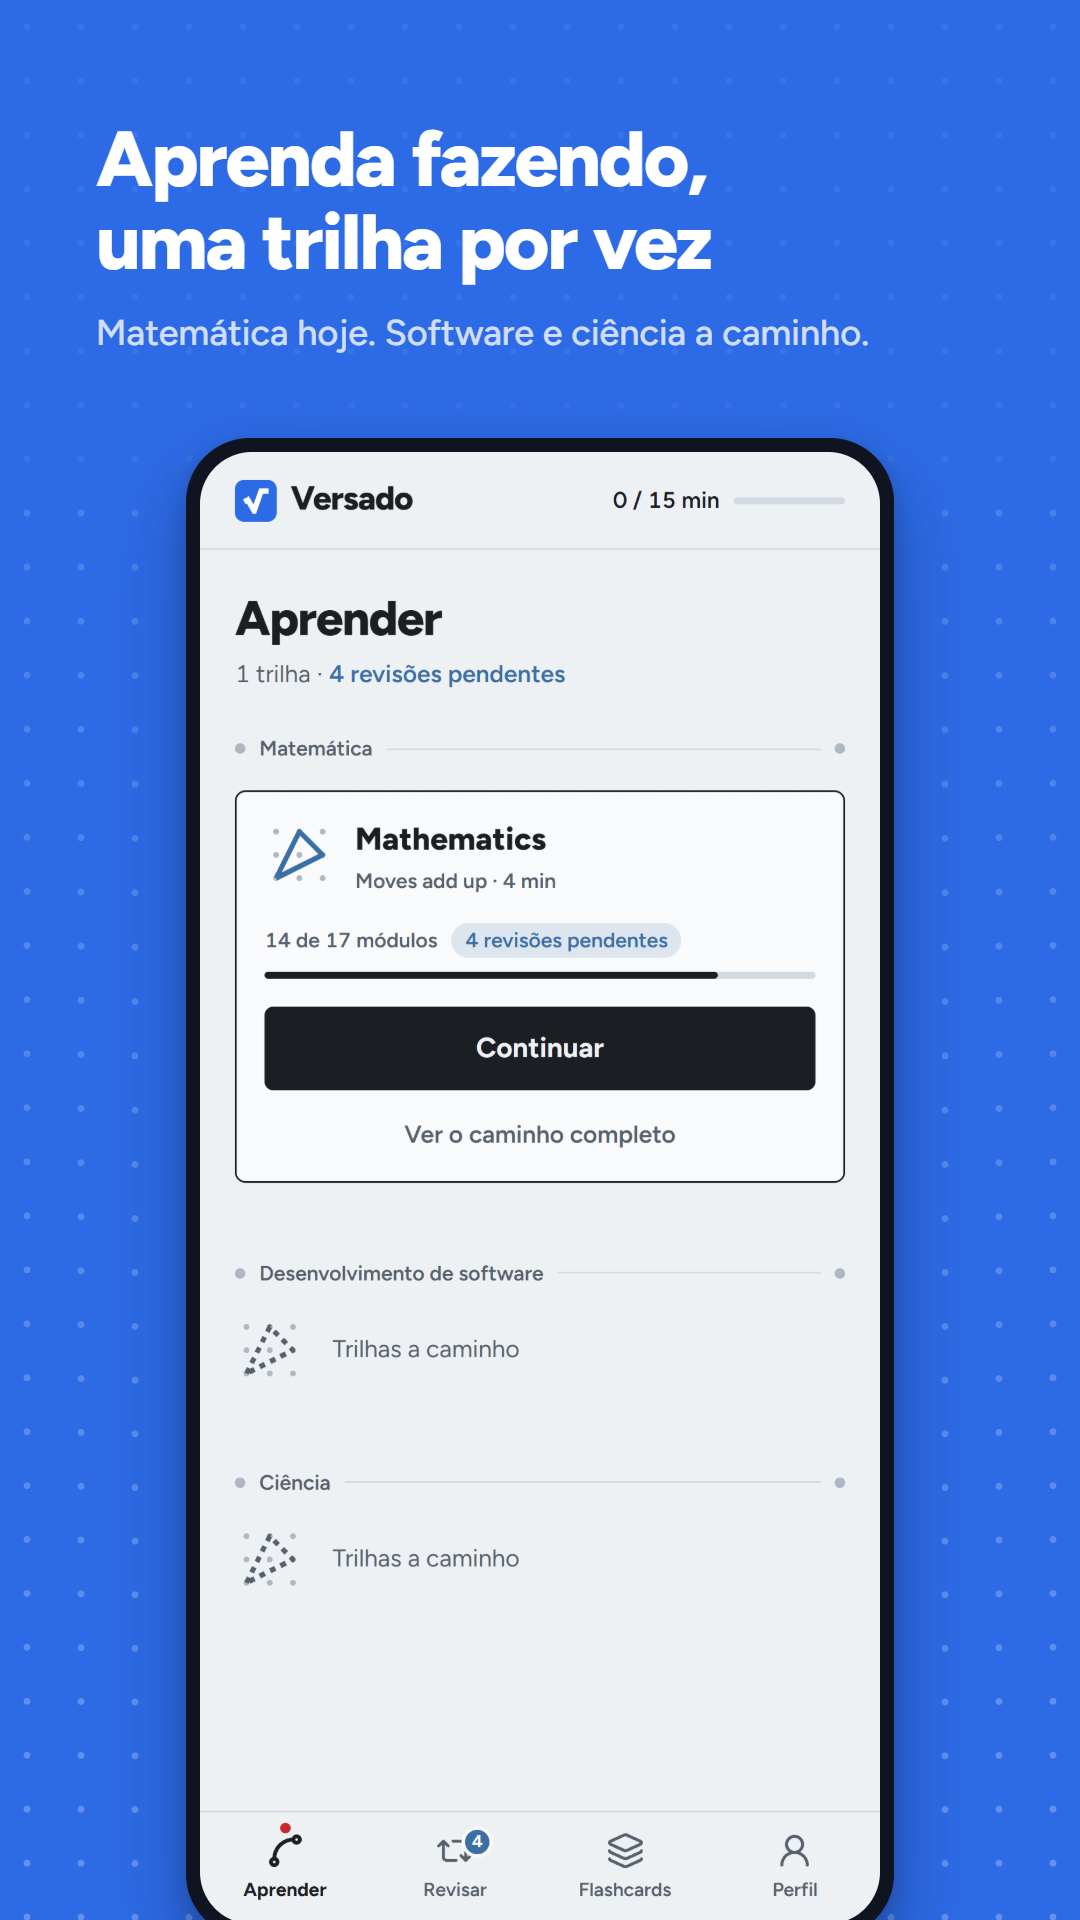 Aprenda fazendo,
uma trilha por vez
Matemática hoje. Software e ciência a caminho.
Versado
0 / 15 min
Aprender
1 trilha · 4 revisões pendentes
Matemática
Mathematics
Moves add up · 4 min
14 de 17 módulos 4 revisões pendentes
Continuar
Ver o caminho completo
Desenvolvimento de software
Trilhas a caminho
Ciência
Trilhas a caminho
4
Aprender Revisar Flashcards Perfil